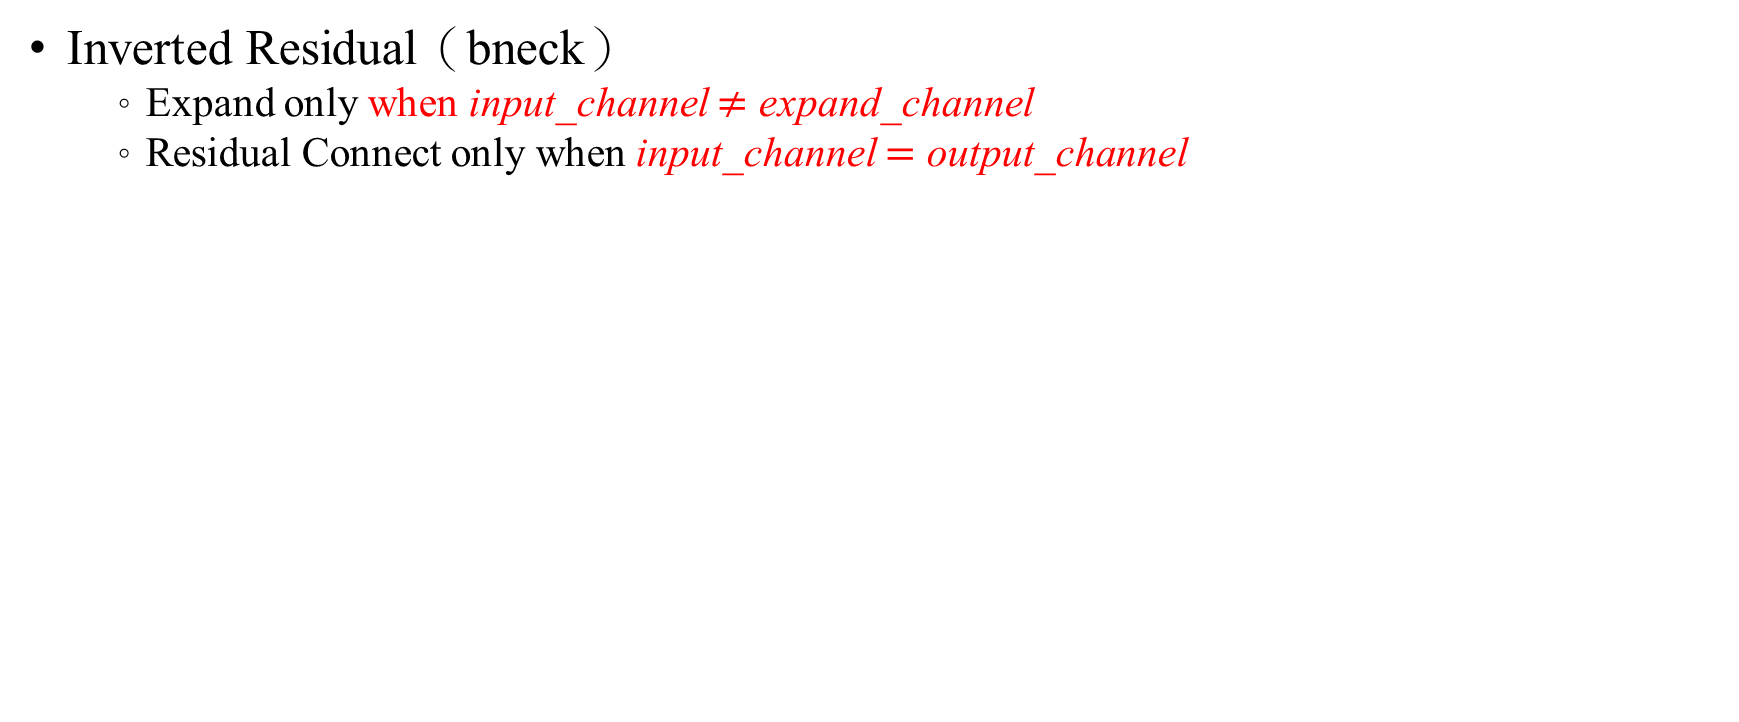 • Inverted Residual（bneck）
◦ Expand only when input_channel ≠ expand_channel
◦ Residual Connect only when input_channel = output_channel